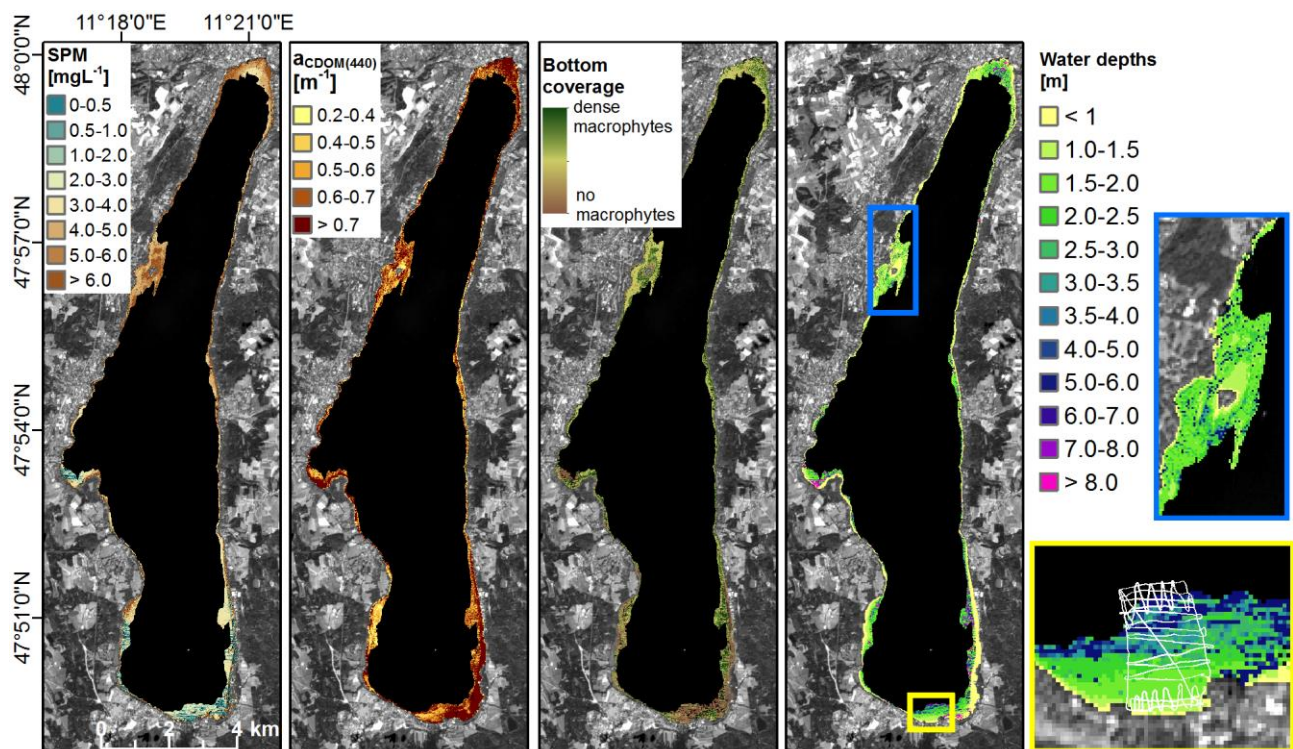 11°18'0"E 11°21'0"E
48°0'0"N
47°57'0"N
47°54'0"N
47°51'0"N
SPM
[mgL-1]
0-0.5
0.5-1.0
1.0-2.0
2.0-3.0
3.0-4.0
4.0-5.0
5.0-6.0
> 6.0
0 2 4 km
aCDOM(440)
[m-1]
0.2-0.4
0.4-0.5
0.5-0.6
0.6-0.7
> 0.7
Bottom
coverage
dense
macrophytes
no
macrophytes
Water depths
[m]
< 1
1.0-1.5
1.5-2.0
2.0-2.5
2.5-3.0
3.0-3.5
3.5-4.0
4.0-5.0
5.0-6.0
6.0-7.0
7.0-8.0
> 8.0